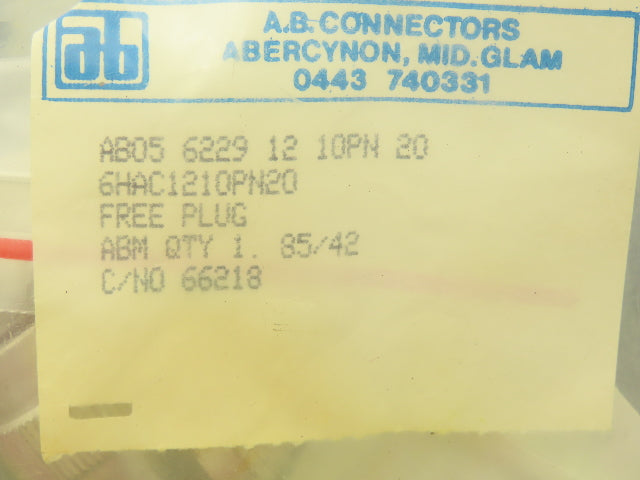 ab
A.B. CONNECTORS
ABERCYNON, MID. GLAM
0443 740331
AB05 6229 12 10PN 20
6HAC1210PN20
FREE PLUG
ABM QTY 1. 85/42
C/NO 66218